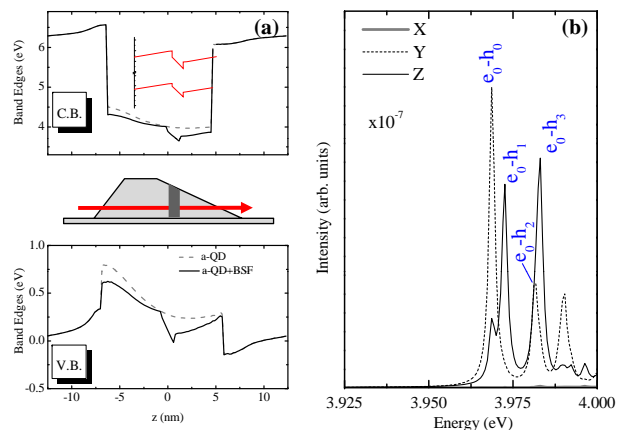 (a)
Band Edges (eV)
6
5
4
C.B.
Band Edges (eV)
1.0
0.5
0.0
-0.5
a-QD
a-QD+BSF
V.B.
-10
-5
0
5
10
z (nm)
(b)
X
Y
Z
x10-7
e0-h0
e0-h1
e0-h2
e0-h3
Intensity (arb. units)
3.925
3.950
3.975
4.000
Energy (eV)